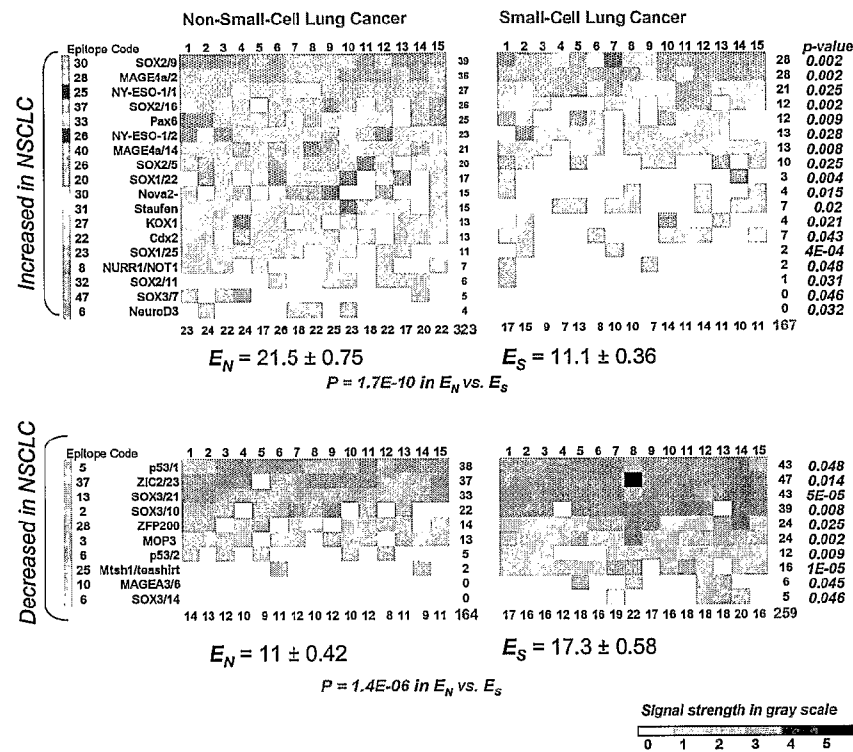 Non-Small-Cell Lung Cancer Small-Cell Lung Cancer
Epitope Code 1 2 3 4 5 6 7 8 9 10 11 12 13 14 15 1 2 3 4 5 6 7 8 9 10 11 12 13 14 15 p-value
Increased in NSCLC
30 SOX2/9 39 28 0.002
28 MAGE4a/2 36 28 0.002
25 NY-ESO-1/1 27 21 0.025
37 SOX2/16 26 12 0.002
33 Pax6 25 12 0.009
26 NY-ESO-1/2 23 13 0.028
40 MAGE4a/14 21 13 0.008
26 SOX2/5 20 10 0.025
20 SOX1/22 17 3 0.004
30 Nova2- 15 4 0.015
31 Staufen 15 7 0.02
27 KOX1 13 4 0.021
22 Cdx2 13 7 0.043
23 SOX1/25 11 2 4E-04
8 NURR1/NOT1 7 2 0.048
32 SOX2/11 6 1 0.031
47 SOX3/7 5 0 0.046
6 NeuroD3 4 0 0.032
23 24 22 24 17 26 18 22 25 23 18 22 17 20 22 323 17 15 9 7 13 8 10 10 7 14 11 14 11 10 11 167
EN = 21.5 ± 0.75 ES = 11.1 ± 0.36
P = 1.7E-10 in EN vs. ES
Epitope Code 1 2 3 4 5 6 7 8 9 10 11 12 13 14 15 1 2 3 4 5 6 7 8 9 10 11 12 13 14 15
Decreased in NSCLC
5 p53/1 38 43 0.048
37 ZIC2/23 37 47 0.014
13 SOX3/21 33 43 5E-05
2 SOX3/10 22 39 0.008
28 ZFP200 14 24 0.025
3 MOP3 13 24 0.002
6 p53/2 5 12 0.009
25 Mtsh1/teashirt 2 16 1E-05
10 MAGEA3/6 0 6 0.045
6 SOX3/14 0 5 0.046
14 13 12 10 9 11 12 10 12 10 11 11 9 11 164 17 16 16 12 18 16 19 22 17 16 18 18 18 20 16 259
EN = 11 ± 0.42 ES = 17.3 ± 0.58
P = 1.4E-06 in EN vs. ES
Signal strength in gray scale
0 1 2 3 4 5